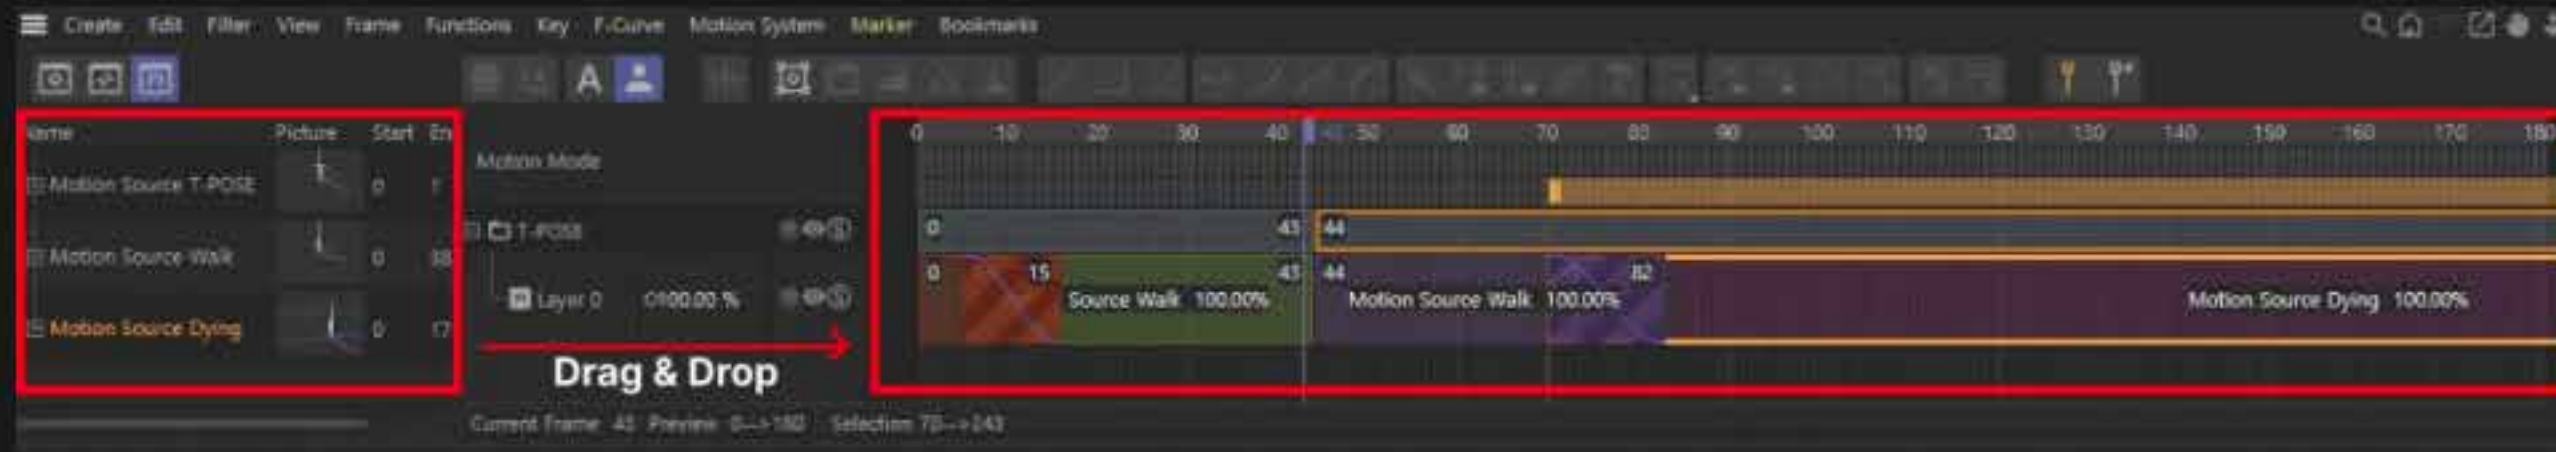 Create Edit Filter View Frame Functions Key F-Curve Motion System Marker Bookmarks
A
Name Picture Start En
0 10 20 30 40 50 60 70 80 90 100 110 120 130 140 150 160 170 180
Motion Mode
Motion Source T-POSE 0 1
T-POSE
0 43 44
Motion Source Walk 0 38
0 15 43 44 82
Layer 0 100.00 %
Source Walk 100.00% Motion Source Walk 100.00% Motion Source Dying 100.00%
Motion Source Dying 0 17
Drag & Drop
Current Frame 43 Preview 0-->180 Selection 70-->243